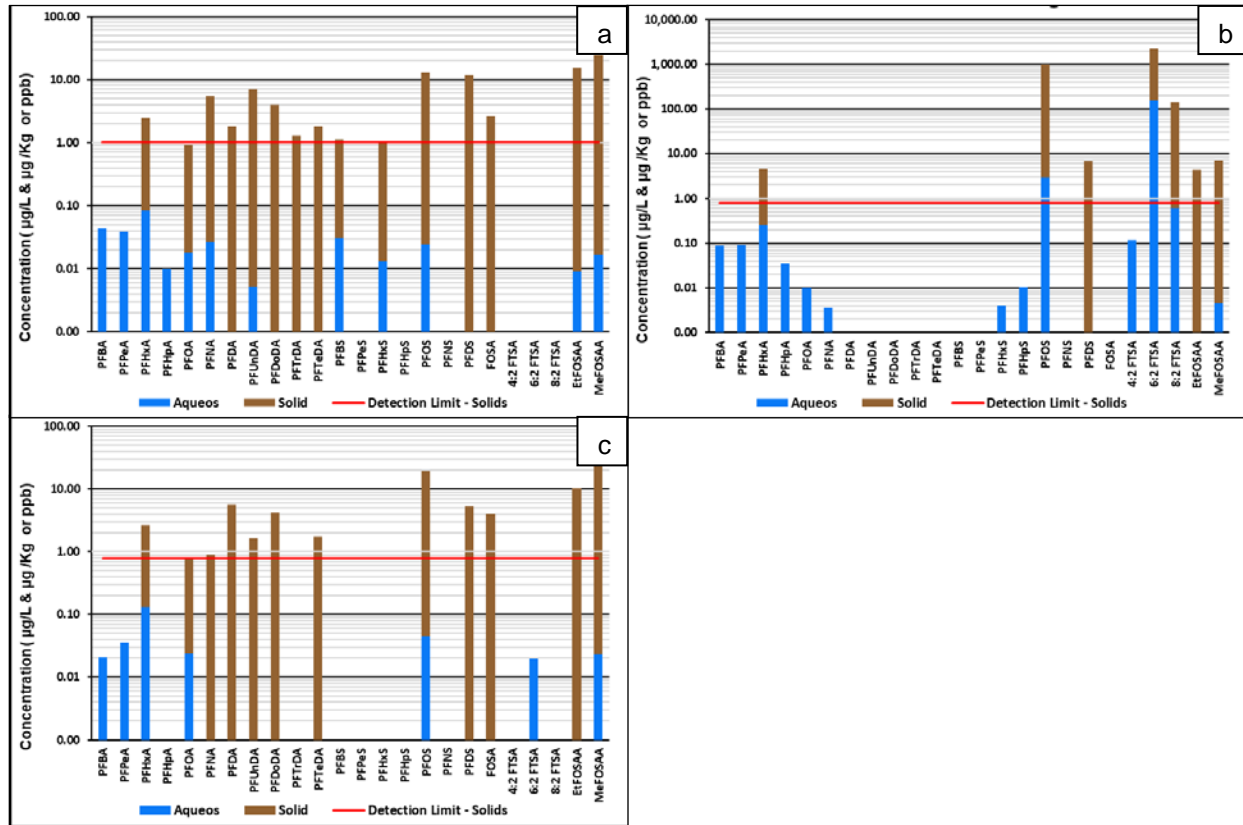 a
Concentration ( µg/L & µg /Kg or ppb)
100.00
10.00
1.00
0.10
0.01
0.00
PFBA
PFPeA
PFHxA
PFHpA
PFOA
PFNA
PFDA
PFUnDA
PFDoDA
PFTrDA
PFTeDA
PFBS
PFPeS
PFHxS
PFHpS
PFOS
PFNS
PFDS
FOSA
4:2 FTSA
6:2 FTSA
8:2 FTSA
EtFOSAA
MeFOSAA
Aqueos Solid Detection Limit - Solids
b
Concentration ( µg/L & µg /Kg or ppb)
10,000.00
1,000.00
100.00
10.00
1.00
0.10
0.01
0.00
PFBA
PFPeA
PFHxA
PFHpA
PFOA
PFNA
PFDA
PFUnDA
PFDoDA
PFTrDA
PFTeDA
PFBS
PFPeS
PFHxS
PFHpS
PFOS
PFNS
PFDS
FOSA
4:2 FTSA
6:2 FTSA
8:2 FTSA
EtFOSAA
MeFOSAA
Aqueos Solid Detection Limit - Solids
c
Concentration ( µg/L & µg /Kg or ppb)
100.00
10.00
1.00
0.10
0.01
0.00
PFBA
PFPeA
PFHxA
PFHpA
PFOA
PFNA
PFDA
PFUnDA
PFDoDA
PFTrDA
PFTeDA
PFBS
PFPeS
PFHxS
PFHpS
PFOS
PFNS
PFDS
FOSA
4:2 FTSA
6:2 FTSA
8:2 FTSA
EtFOSAA
MeFOSAA
Aqueos Solid Detection Limit - Solids